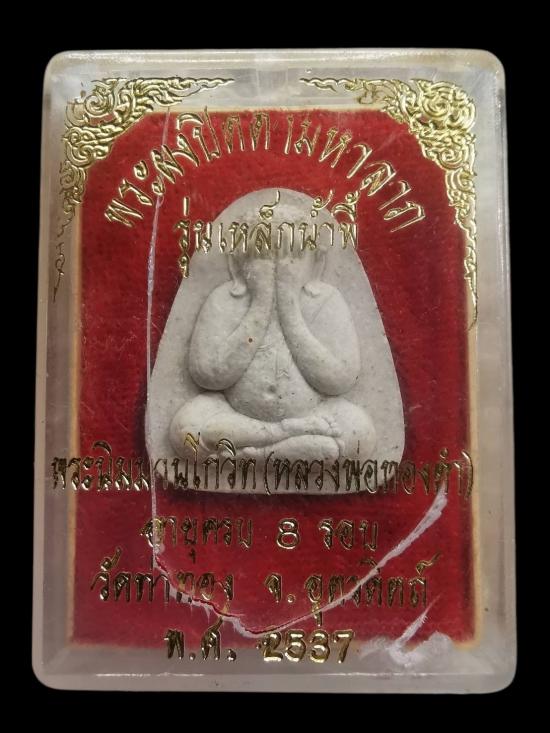 พระผงปิดตามหาลาภ
รุ่นเหล็กน้ำพี้
พระนิมมานโกวิท (หลวงพ่อทองดำ)
อายุครบ 8 รอบ
วัดท่าทอง จ. อุตรดิตถ์
พ.ศ. 2537